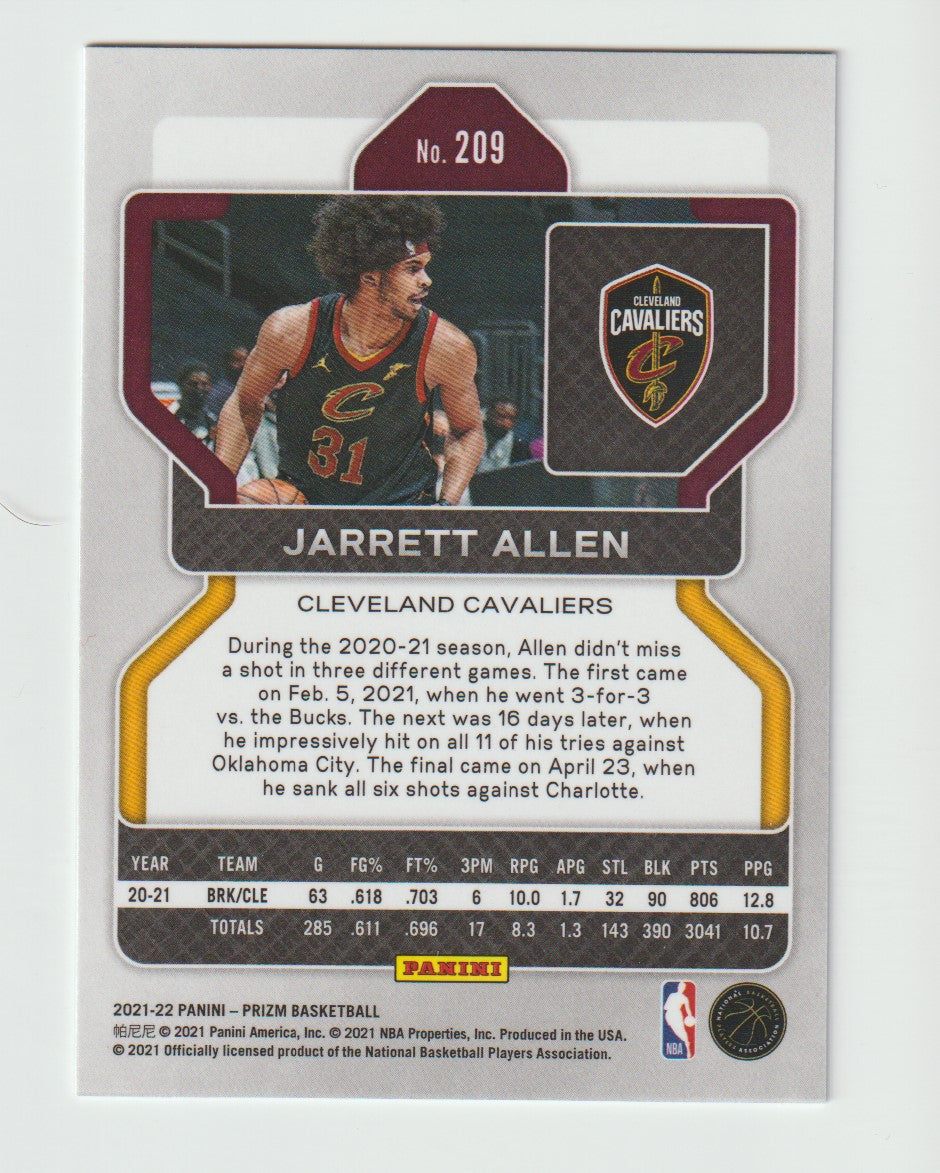 No. 209
CLEVELAND
CAVALIERS
C
C
31
JARRETT ALLEN
CLEVELAND CAVALIERS
During the 2020-21 season, Allen didn't miss
a shot in three different games. The first came
on Feb. 5, 2021, when he went 3-for-3
vs. the Bucks. The next was 16 days later, when
he impressively hit on all 11 of his tries against
Oklahoma City. The final came on April 23, when
he sank all six shots against Charlotte.
YEAR TEAM G FG% FT% 3PM RPG APG STL BLK PTS PPG
20-21 BRK/CLE 63 .618 .703 6 10.0 1.7 32 90 806 12.8
TOTALS 285 .611 .696 17 8.3 1.3 143 390 3041 10.7
PANINI
2021-22 PANINI – PRIZM BASKETBALL
帕尼尼 © 2021 Panini America, Inc. © 2021 NBA Properties, Inc. Produced in the USA.
© 2021 Officially licensed product of the National Basketball Players Association.
NBA
NATIONAL BASKETBALL
PLAYERS ASSOCIATION